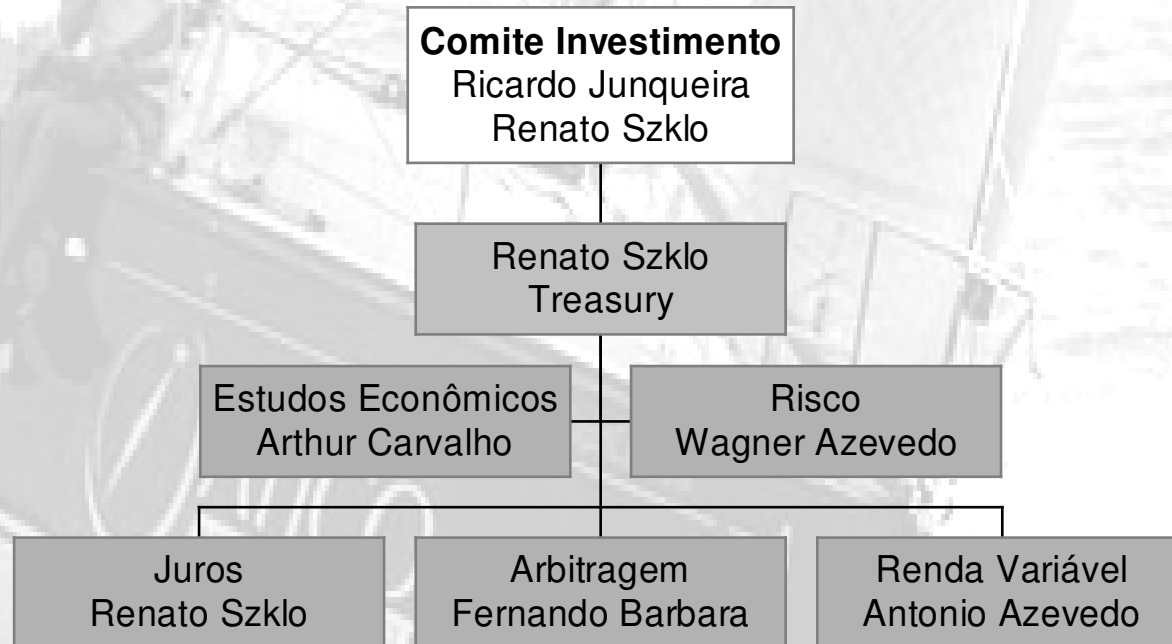 Comite Investimento
Ricardo Junqueira
Renato Szklo
Renato Szklo
Treasury
Estudos Econômicos
Arthur Carvalho
Risco
Wagner Azevedo
Juros
Renato Szklo
Arbitragem
Fernando Barbara
Renda Variável
Antonio Azevedo